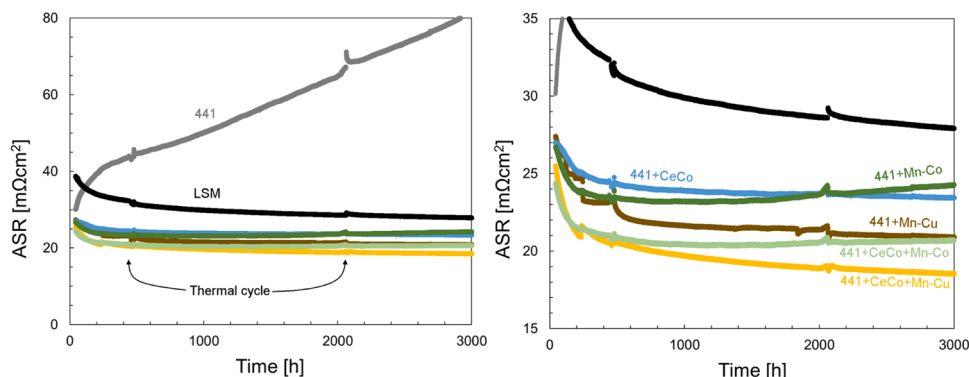 80
60
40
20
0
ASR [mΩcm²]
441
LSM
Thermal cycle
0
1000
2000
3000
Time [h]
35
30
25
20
15
ASR [mΩcm²]
441+CeCo
441+Mn-Co
441+Mn-Cu
441+CeCo+Mn-Co
441+CeCo+Mn-Cu
0
1000
2000
3000
Time [h]